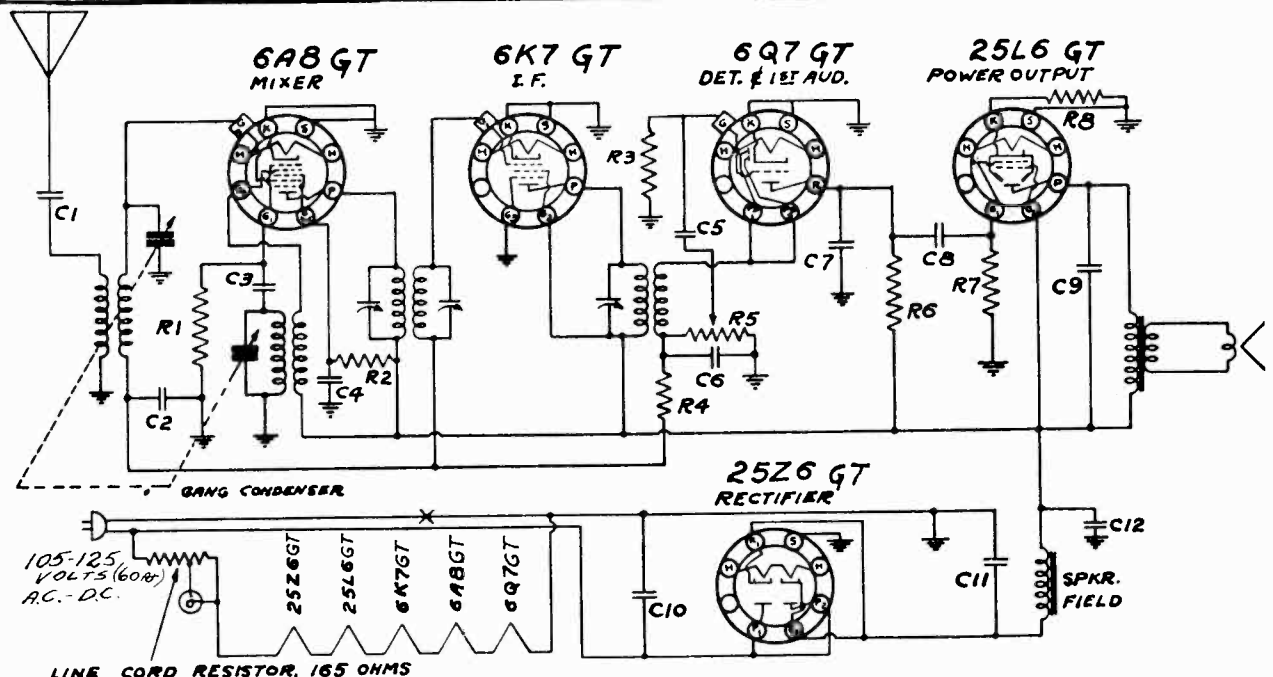 6A8 GT
MIXER
6K7 GT
I.F.
6Q7 GT
DET. & 1ST AUD.
25L6 GT
POWER OUTPUT
R8
R3
C1
C5
C7
C8
R7
C9
C3
R1
R6
R5
C2
C4
R2
C6
R4
GANG CONDENSER
25Z6 GT
RECTIFIER
105-125
VOLTS (60~)
A.C.-D.C.
25Z6GT
25L6GT
6K7GT
6A8GT
6Q7GT
C10
C11
C12
SPKR.
FIELD
LINE CORD RESISTOR, 165 OHMS